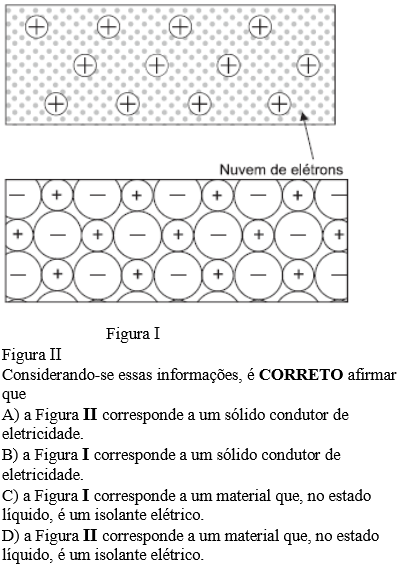 Nuvem de elétrons
Figura I
Figura II
Considerando-se essas informações, é CORRETO afirmar
que
A) a Figura II corresponde a um sólido condutor de
eletricidade.
B) a Figura I corresponde a um sólido condutor de
eletricidade.
C) a Figura I corresponde a um material que, no estado
líquido, é um isolante elétrico.
D) a Figura II corresponde a um material que, no estado
líquido, é um isolante elétrico.